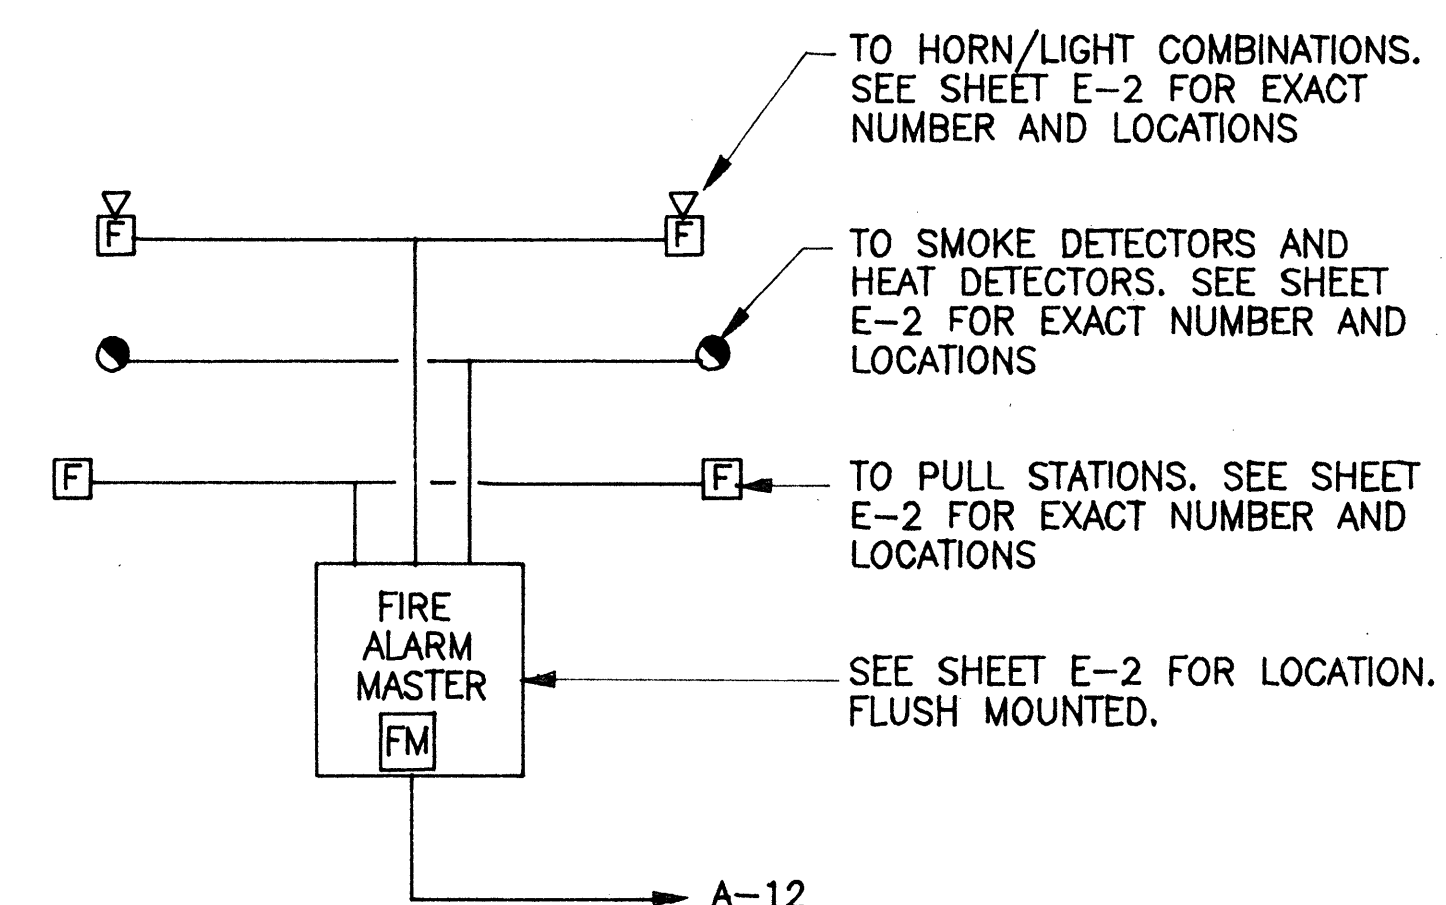 TO HORN/LIGHT COMBINATIONS.
SEE SHEET E-2 FOR EXACT
NUMBER AND LOCATIONS
F
F
TO SMOKE DETECTORS AND
HEAT DETECTORS. SEE SHEET
E-2 FOR EXACT NUMBER AND
LOCATIONS
F
F
TO PULL STATIONS. SEE SHEET
E-2 FOR EXACT NUMBER AND
LOCATIONS
FIRE
ALARM
MASTER
FM
SEE SHEET E-2 FOR LOCATION.
FLUSH MOUNTED.
A-12